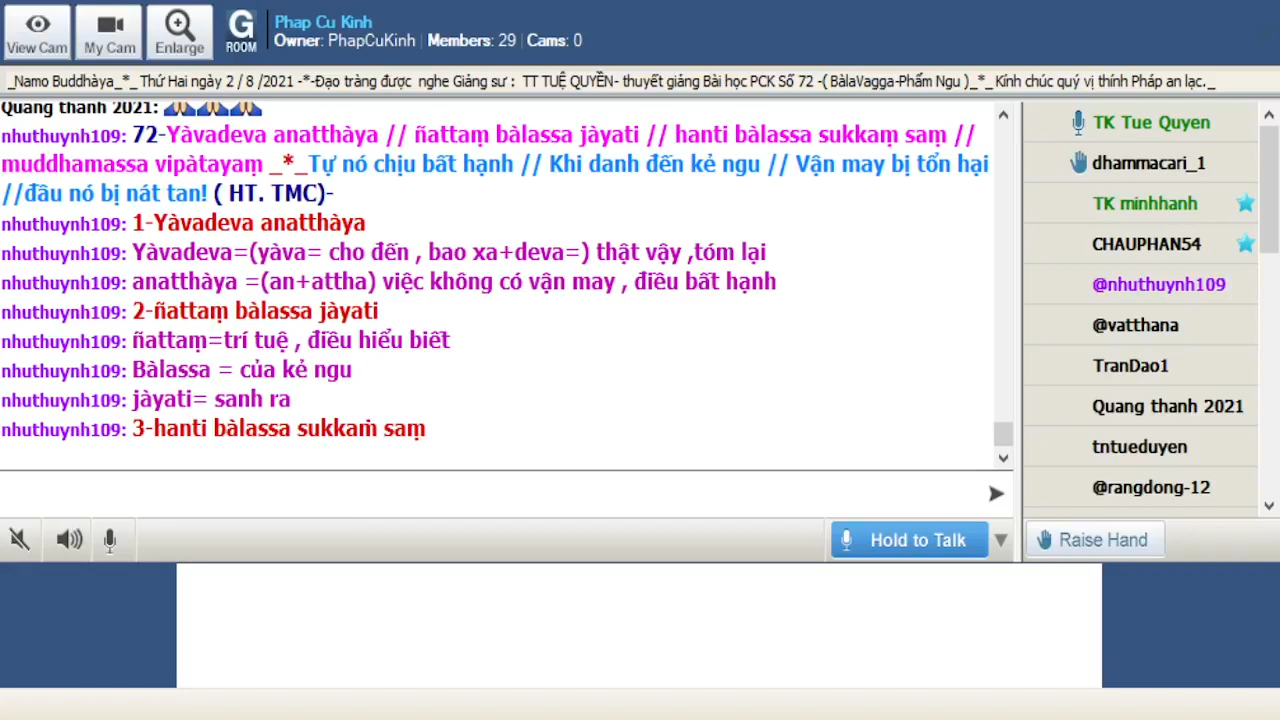 View Cam
My Cam
Enlarge
G
ROOM
Phap Cu Kinh
Owner: PhapCuKinh | Members: 29 | Cams: 0
_Namo Buddhàya_*_ Thứ Hai ngày 2 / 8 /2021 -*-Đạo tràng được nghe Giảng sư : TT TUỆ QUYỀN- thuyết giảng Bài học PCK Số 72 -( BàlaVagga-Phẩm Ngu )_*_ Kính chúc quý vị thính Pháp an lạc._
Quang thanh 2021:
nhuthuynh109: 72-Yàvadeva anatthàya // ñattaṃ bàlassa jàyati // hanti bàlassa sukkaṃ saṃ //
muddhamassa vipàtayaṃ _*_Tự nó chịu bất hạnh // Khi danh đến kẻ ngu // Vận may bị tổn hại
//đầu nó bị nát tan! ( HT. TMC)-
nhuthuynh109: 1-Yàvadeva anatthàya
nhuthuynh109: Yàvadeva=(yàva= cho đến , bao xa+deva=) thật vậy ,tóm lại
nhuthuynh109: anatthàya =(an+attha) việc không có vận may , điều bất hạnh
nhuthuynh109: 2-ñattaṃ bàlassa jàyati
nhuthuynh109: ñattaṃ=trí tuệ , điều hiểu biết
nhuthuynh109: Bàlassa = của kẻ ngu
nhuthuynh109: jàyati= sanh ra
nhuthuynh109: 3-hanti bàlassa sukkaṁ saṃ
TK Tue Quyen
dhammacari_1
TK minhhanh
CHAUPHAN54
@nhuthuynh109
@vatthana
TranDao1
Quang thanh 2021
tntueduyen
@rangdong-12
Hold to Talk
Raise Hand